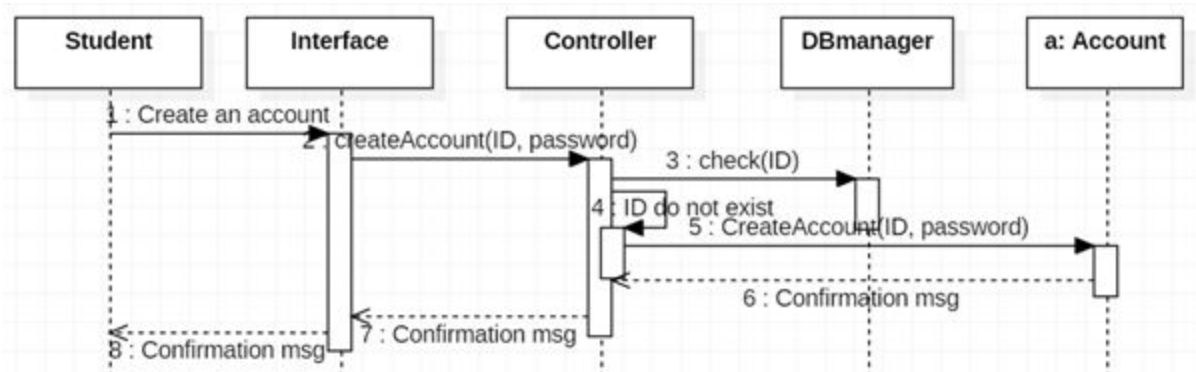 Student
Interface
Controller
DBmanager
a: Account
1 : Create an account
2 : createAccount(ID, password)
3 : check(ID)
4 : ID do not exist
5 : CreateAccount(ID, password)
6 : Confirmation msg
7 : Confirmation msg
8 : Confirmation msg